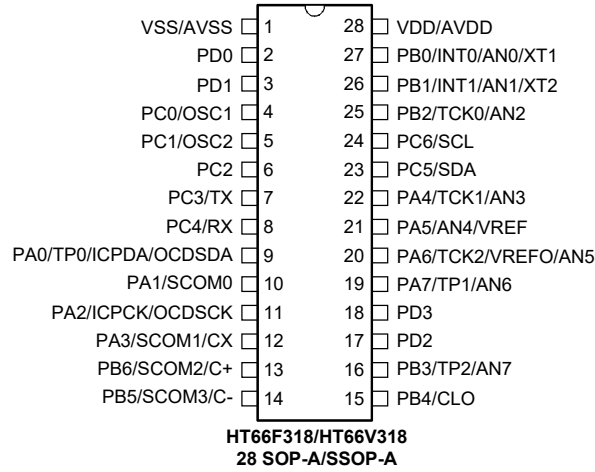 VSS/AVSS 1 28 VDD/AVDD
PD0 2 27 PB0/INT0/AN0/XT1
PD1 3 26 PB1/INT1/AN1/XT2
PC0/OSC1 4 25 PB2/TCK0/AN2
PC1/OSC2 5 24 PC6/SCL
PC2 6 23 PC5/SDA
PC3/TX 7 22 PA4/TCK1/AN3
PC4/RX 8 21 PA5/AN4/VREF
PA0/TP0/ICPDA/OCDSDA 9 20 PA6/TCK2/VREFO/AN5
PA1/SCOM0 10 19 PA7/TP1/AN6
PA2/ICPCK/OCDSCK 11 18 PD3
PA3/SCOM1/CX 12 17 PD2
PB6/SCOM2/C+ 13 16 PB3/TP2/AN7
PB5/SCOM3/C- 14 15 PB4/CLO
HT66F318/HT66V318
28 SOP-A/SSOP-A